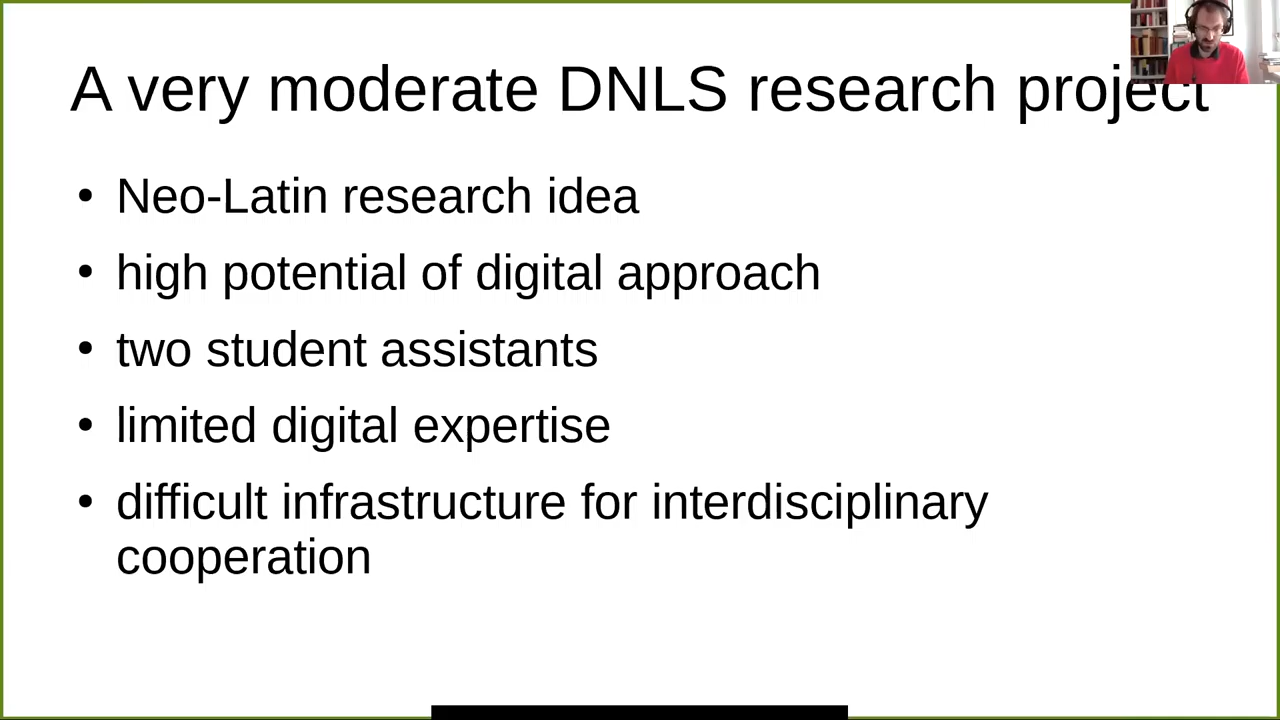 A very moderate DNLS research project
• Neo-Latin research idea
• high potential of digital approach
• two student assistants
• limited digital expertise
• difficult infrastructure for interdisciplinary
cooperation